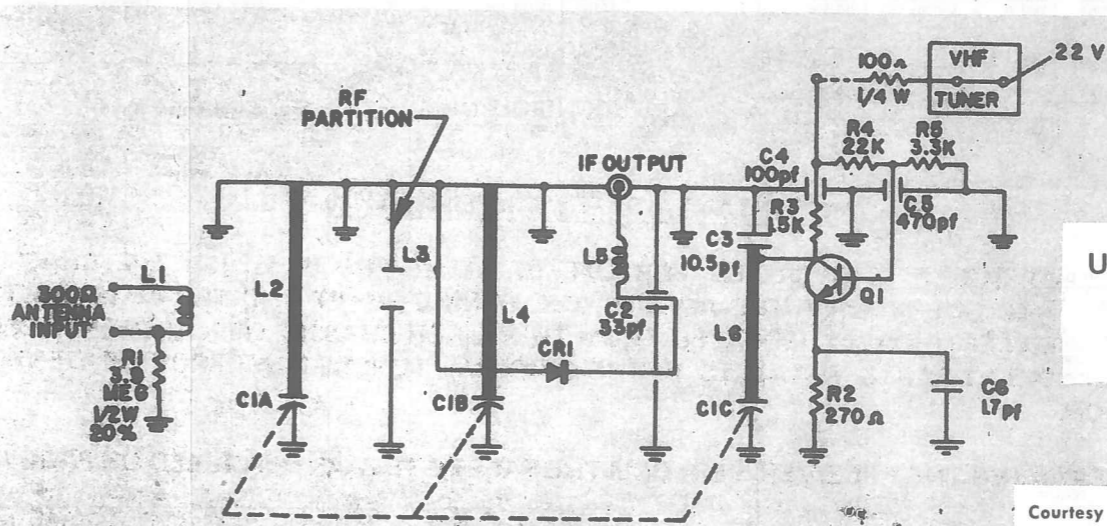 100Ω
1/4 W
VHF
TUNER
22 V
RF
PARTITION
IF OUTPUT
R4
22K
R5
3.3K
C4
100pf
C5
470pf
R3
1.5K
C3
10.5pf
Q1
L1
300Ω
ANTENNA
INPUT
R1
3.9
MEG
1/2W
20%
L2
L3
L4
L5
C2
33pf
L6
CR1
C1A
C1B
C1C
R2
270Ω
C6
1.7pf
U
Courtesy